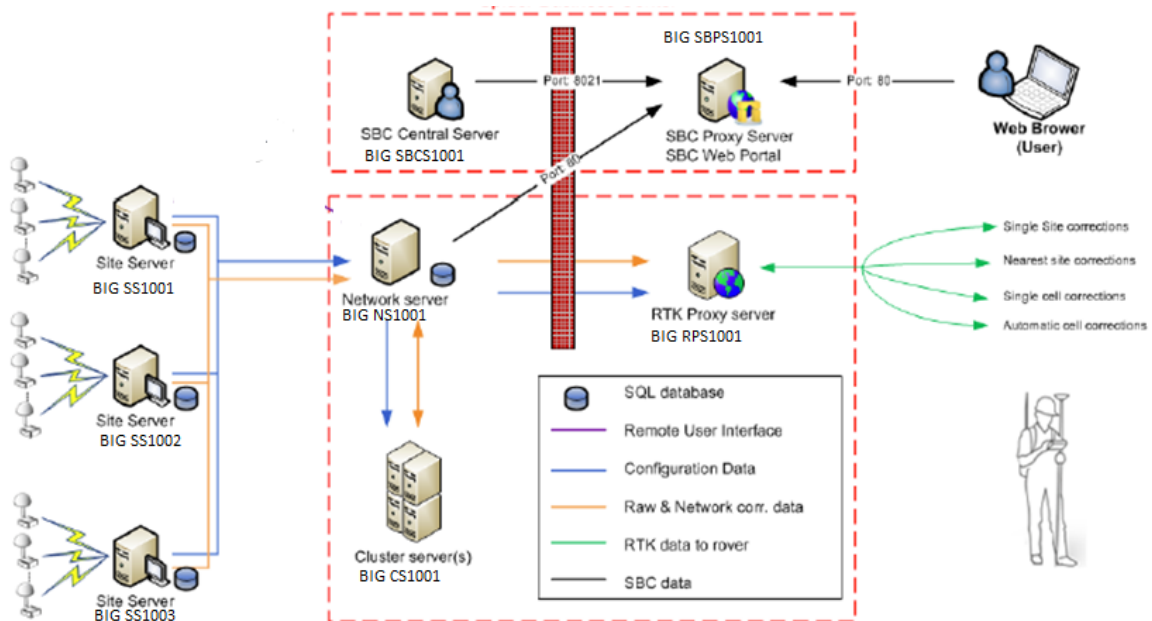 BIG SBPS1001
Port: 8021
Port: 80
SBC Central Server
BIG SBCS1001
SBC Proxy Server
SBC Web Portal
Web Brower
(User)
Port: 80
Site Server
BIG SS1001
Network server
BIG NS1001
RTK Proxy server
BIG RPS1001
Single Site corrections
Nearest site corrections
Single cell corrections
Automatic cell corrections
Site Server
BIG SS1002
Cluster server(s)
BIG CS1001
Site Server
BIG SS1003
SQL database
Remote User Interface
Configuration Data
Raw & Network corr. data
RTK data to rover
SBC data